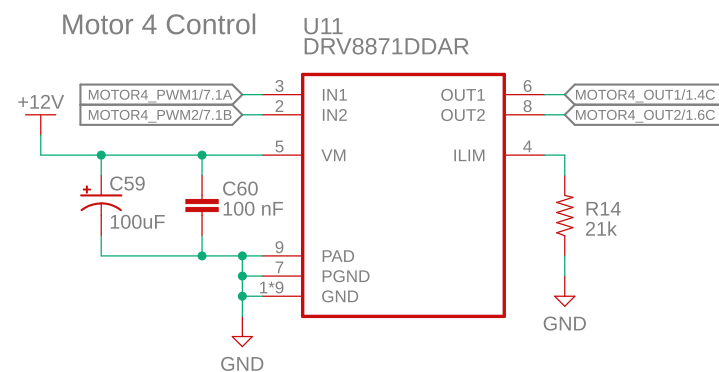 Motor 4 Control
U11
DRV8871DDAR
MOTOR4_PWM1/7.1A
3
IN1
OUT1
6
MOTOR4_OUT1/1.4C
+12V
MOTOR4_PWM2/7.1B
2
IN2
OUT2
8
MOTOR4_OUT2/1.6C
5
VM
ILIM
4
+
C59
100uF
C60
100 nF
R14
21k
9
PAD
7
PGND
1*9
GND
GND
GND